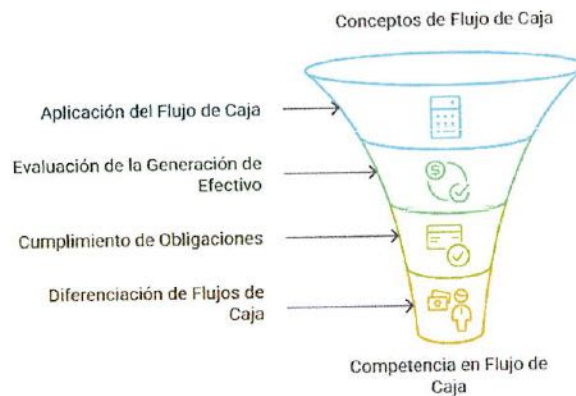 Conceptos de Flujo de Caja
Aplicación del Flujo de Caja
Evaluación de la Generación de
Efectivo
Cumplimiento de Obligaciones
Diferenciación de Flujos de
Caja
Competencia en Flujo de
Caja